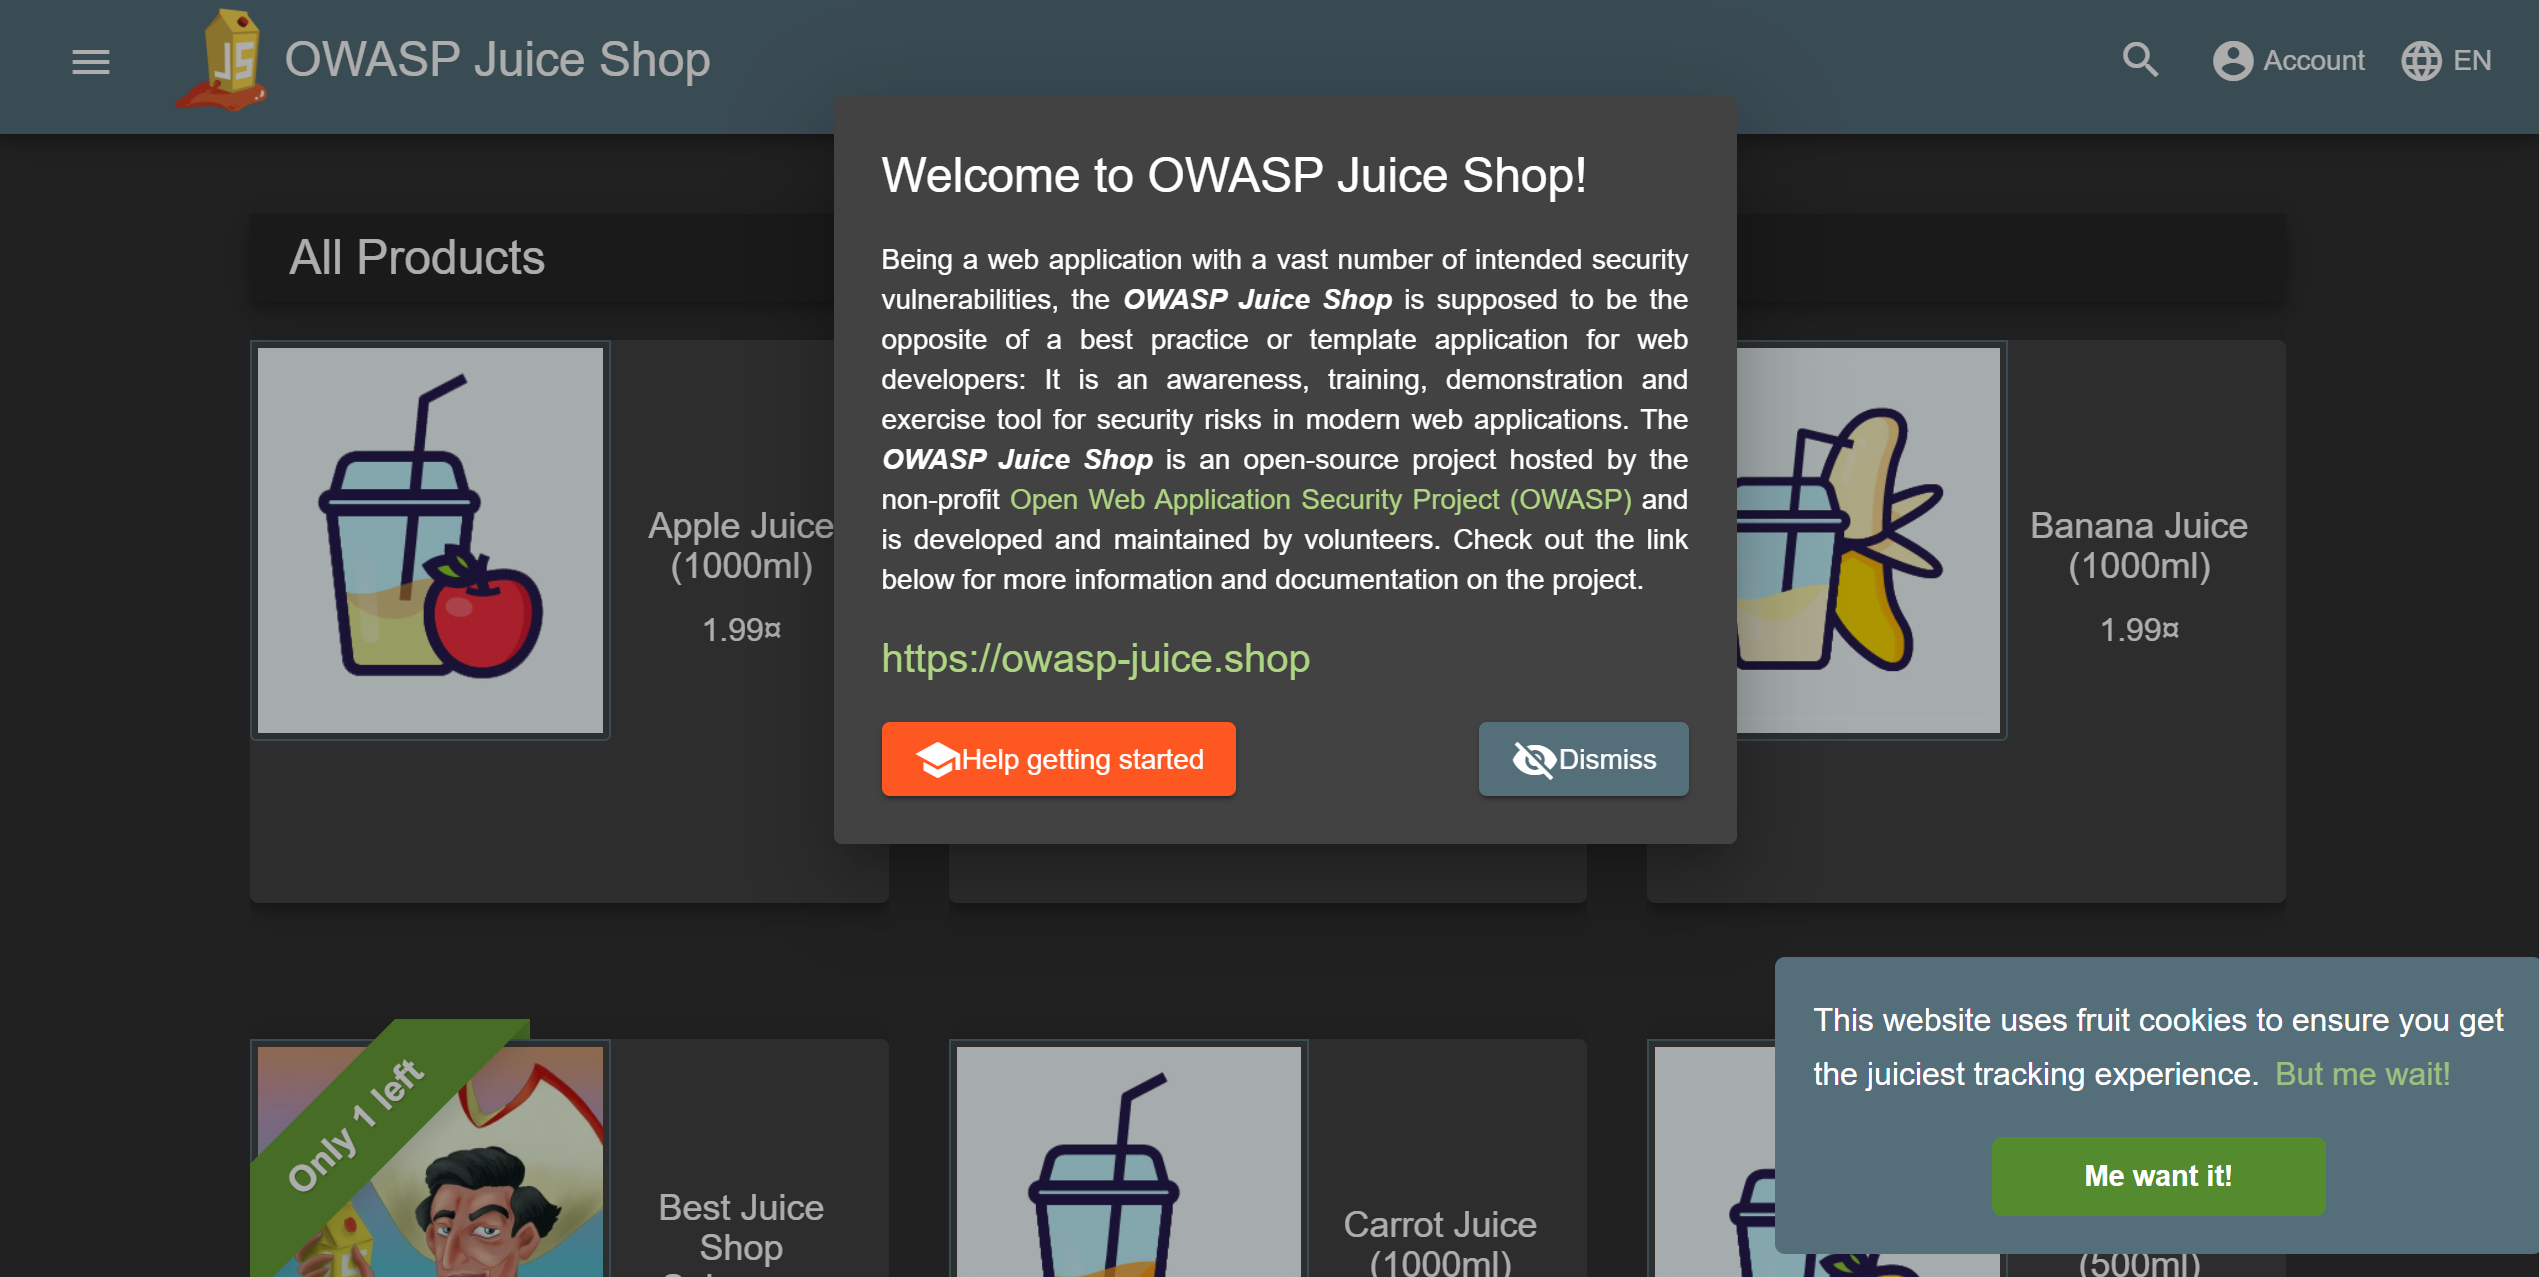 OWASP Juice Shop
Account
EN
Welcome to OWASP Juice Shop!
Being a web application with a vast number of intended security
vulnerabilities, the OWASP Juice Shop is supposed to be the
opposite of a best practice or template application for web
developers: It is an awareness, training, demonstration and
exercise tool for security risks in modern web applications. The
OWASP Juice Shop is an open-source project hosted by the
non-profit Open Web Application Security Project (OWASP) and
is developed and maintained by volunteers. Check out the link
below for more information and documentation on the project.
https://owasp-juice.shop
Help getting started
Dismiss
All Products
Apple Juice
(1000ml)
1.99¤
Banana Juice
(1000ml)
1.99¤
Only 1 left
Best Juice
Shop
Carrot Juice
(1000ml)
(500ml)
This website uses fruit cookies to ensure you get
the juiciest tracking experience. But me wait!
Me want it!
JS